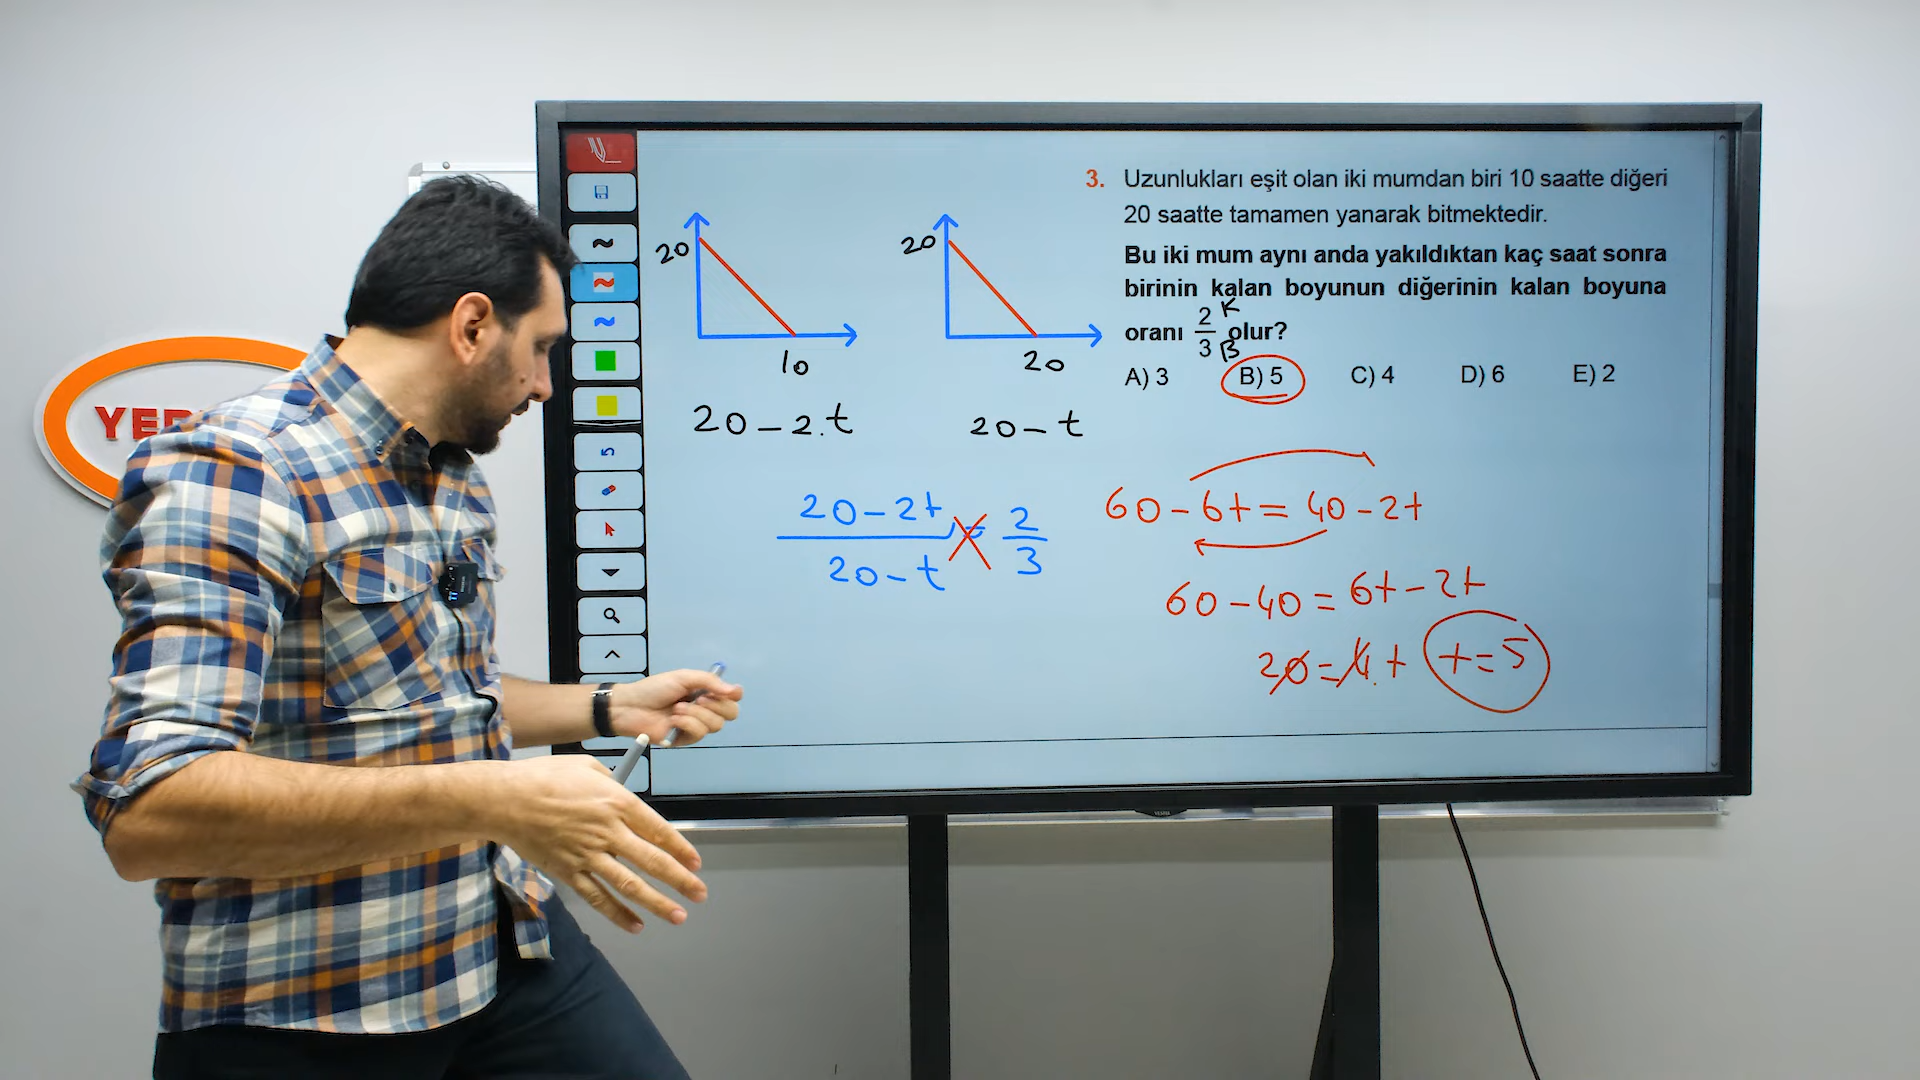 3. Uzunlukları eşit olan iki mumdan biri 10 saatte diğeri
20 saatte tamamen yanarak bitmektedir.
Bu iki mum aynı anda yakıldıktan kaç saat sonra
birinin kalan boyunun diğerinin kalan boyuna
oranı 2/3 olur?
K
B
A) 3 B) 5 C) 4 D) 6 E) 2
20
10
20
20
20-2.t
20-t
20-2t/20-t = 2/3
60-6t=40-2t
60-40=6t-2t
20=4.t t=5